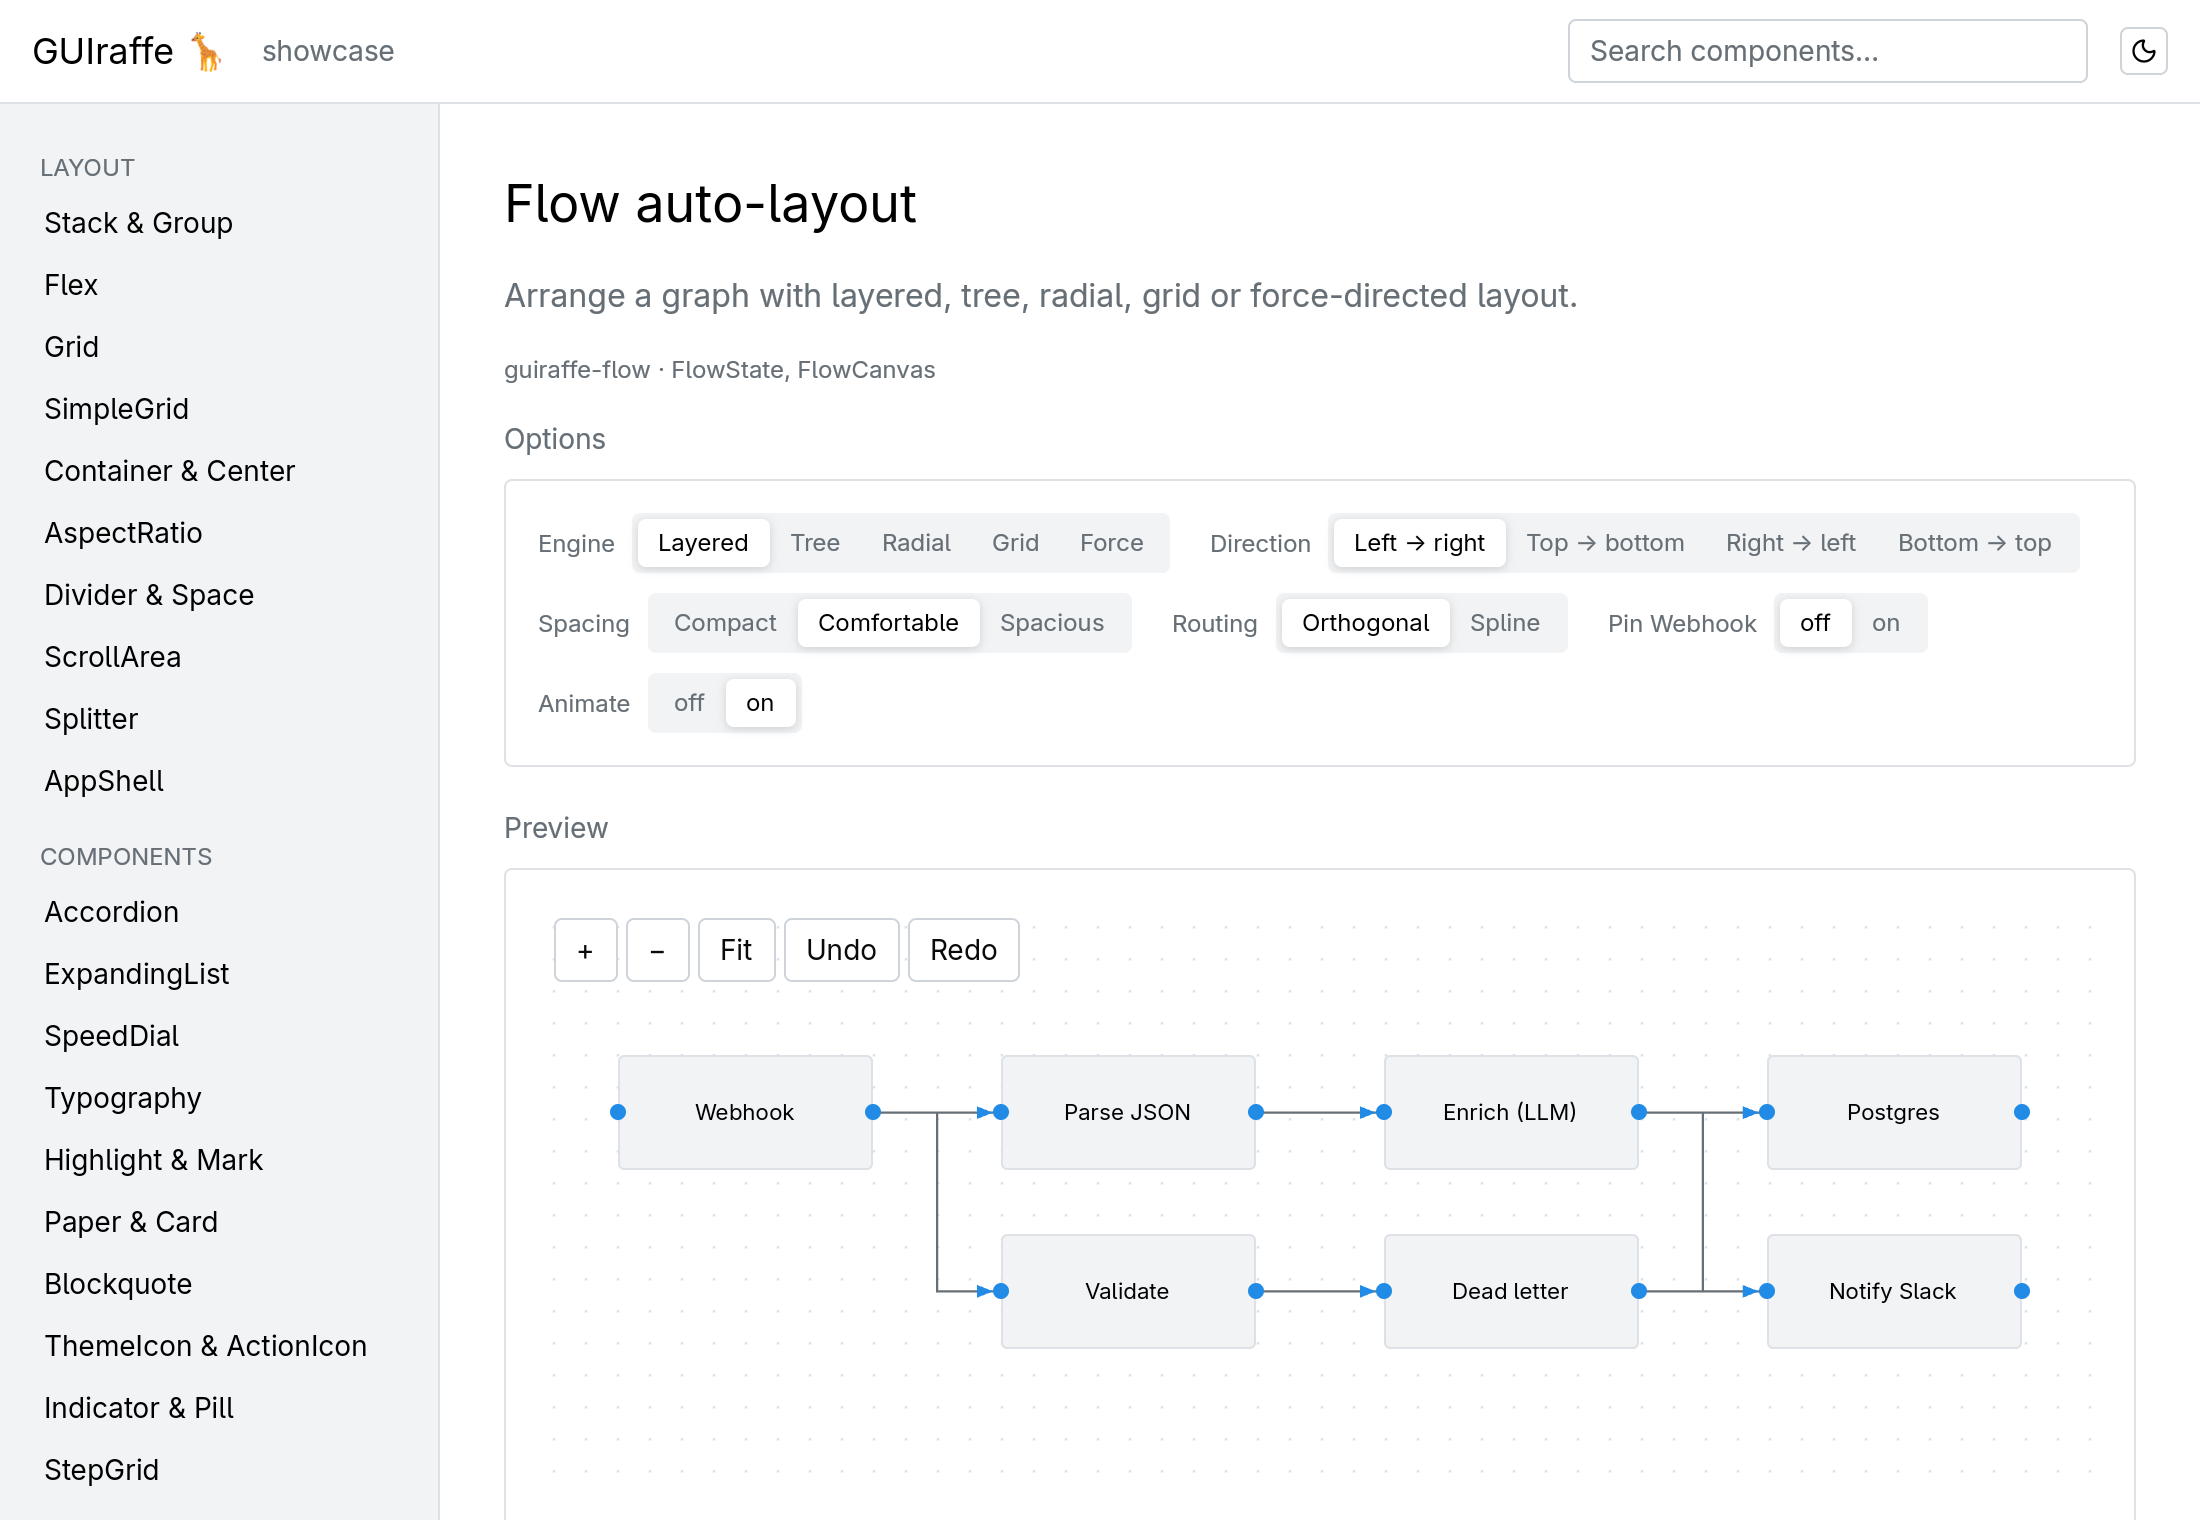 GUIraffe 🦒 showcase Search components...
LAYOUT
Stack & Group
Flex
Grid
SimpleGrid
Container & Center
AspectRatio
Divider & Space
ScrollArea
Splitter
AppShell
COMPONENTS
Accordion
ExpandingList
SpeedDial
Typography
Highlight & Mark
Paper & Card
Blockquote
ThemeIcon & ActionIcon
Indicator & Pill
StepGrid
Flow auto-layout
Arrange a graph with layered, tree, radial, grid or force-directed layout.
guiraffe-flow · FlowState, FlowCanvas
Options
Engine Layered Tree Radial Grid Force Direction Left → right Top → bottom Right → left Bottom → top
Spacing Compact Comfortable Spacious Routing Orthogonal Spline Pin Webhook off on
Animate off on
Preview
+ − Fit Undo Redo
Webhook Parse JSON Enrich (LLM) Postgres
Validate Dead letter Notify Slack